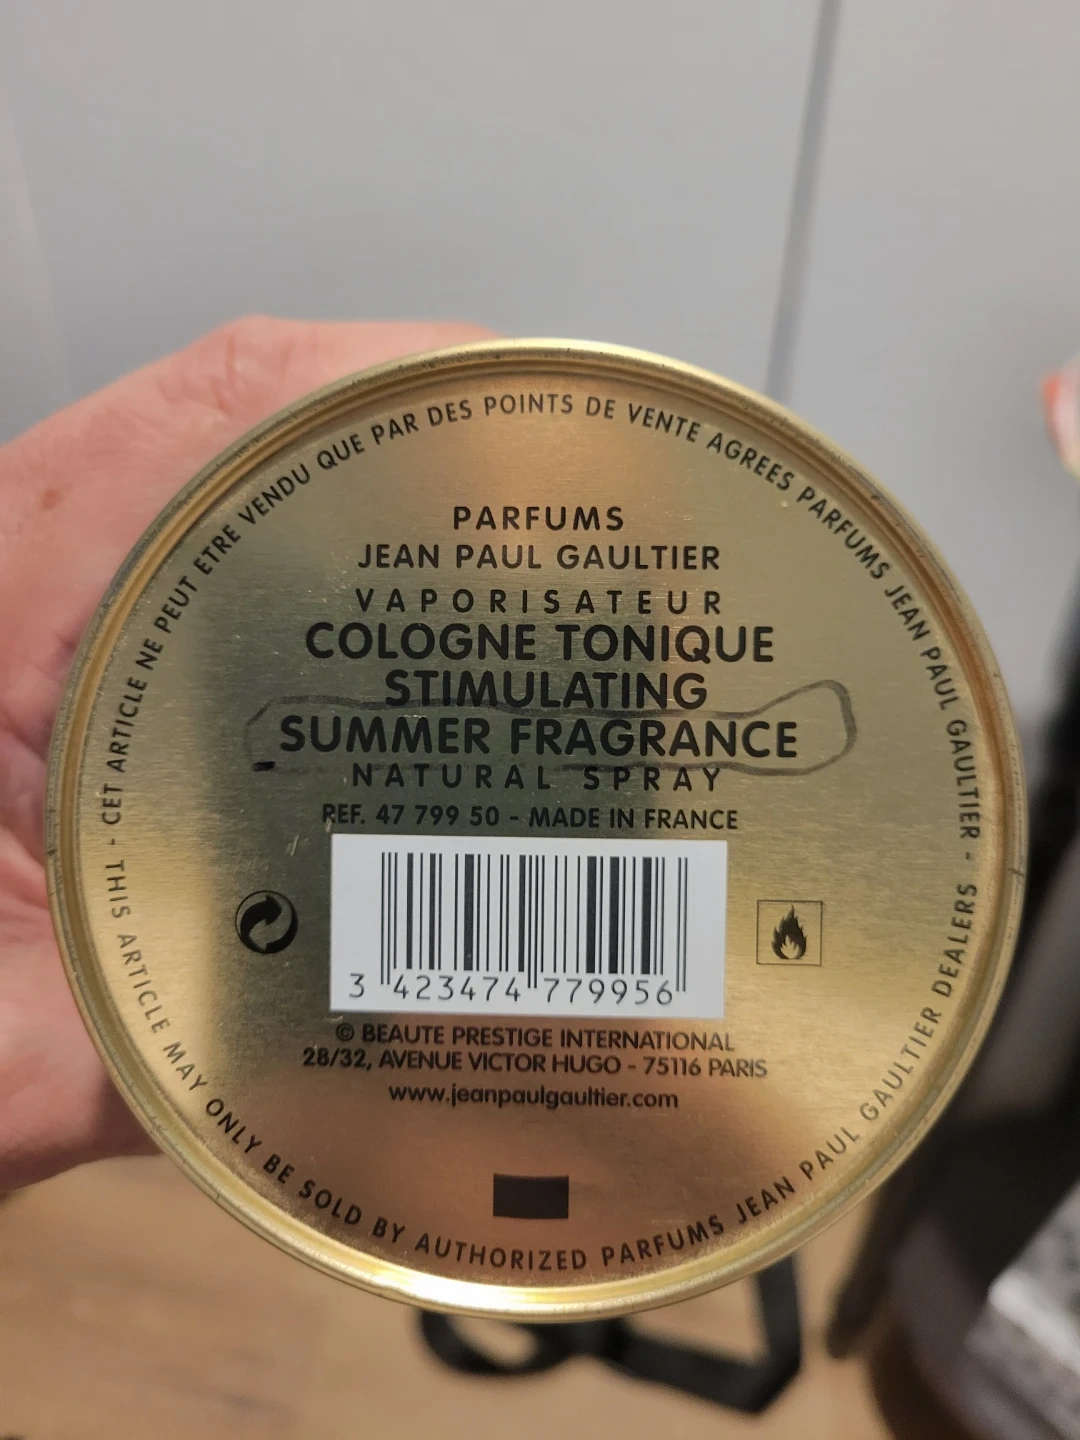 CET ARTICLE NE PEUT ETRE VENDU QUE PAR DES POINTS DE VENTE AGREES PARFUMS JEAN PAUL GAULTIER -
THIS ARTICLE MAY ONLY BE SOLD BY AUTHORIZED PARFUMS JEAN PAUL GAULTIER DEALERS -
PARFUMS
JEAN PAUL GAULTIER
VAPORISATEUR
COLOGNE TONIQUE
STIMULATING
SUMMER FRAGRANCE
NATURAL SPRAY
REF. 47 799 50 - MADE IN FRANCE
3 423474 779956
© BEAUTE PRESTIGE INTERNATIONAL
28/32, AVENUE VICTOR HUGO - 75116 PARIS
www.jeanpaulgaultier.com